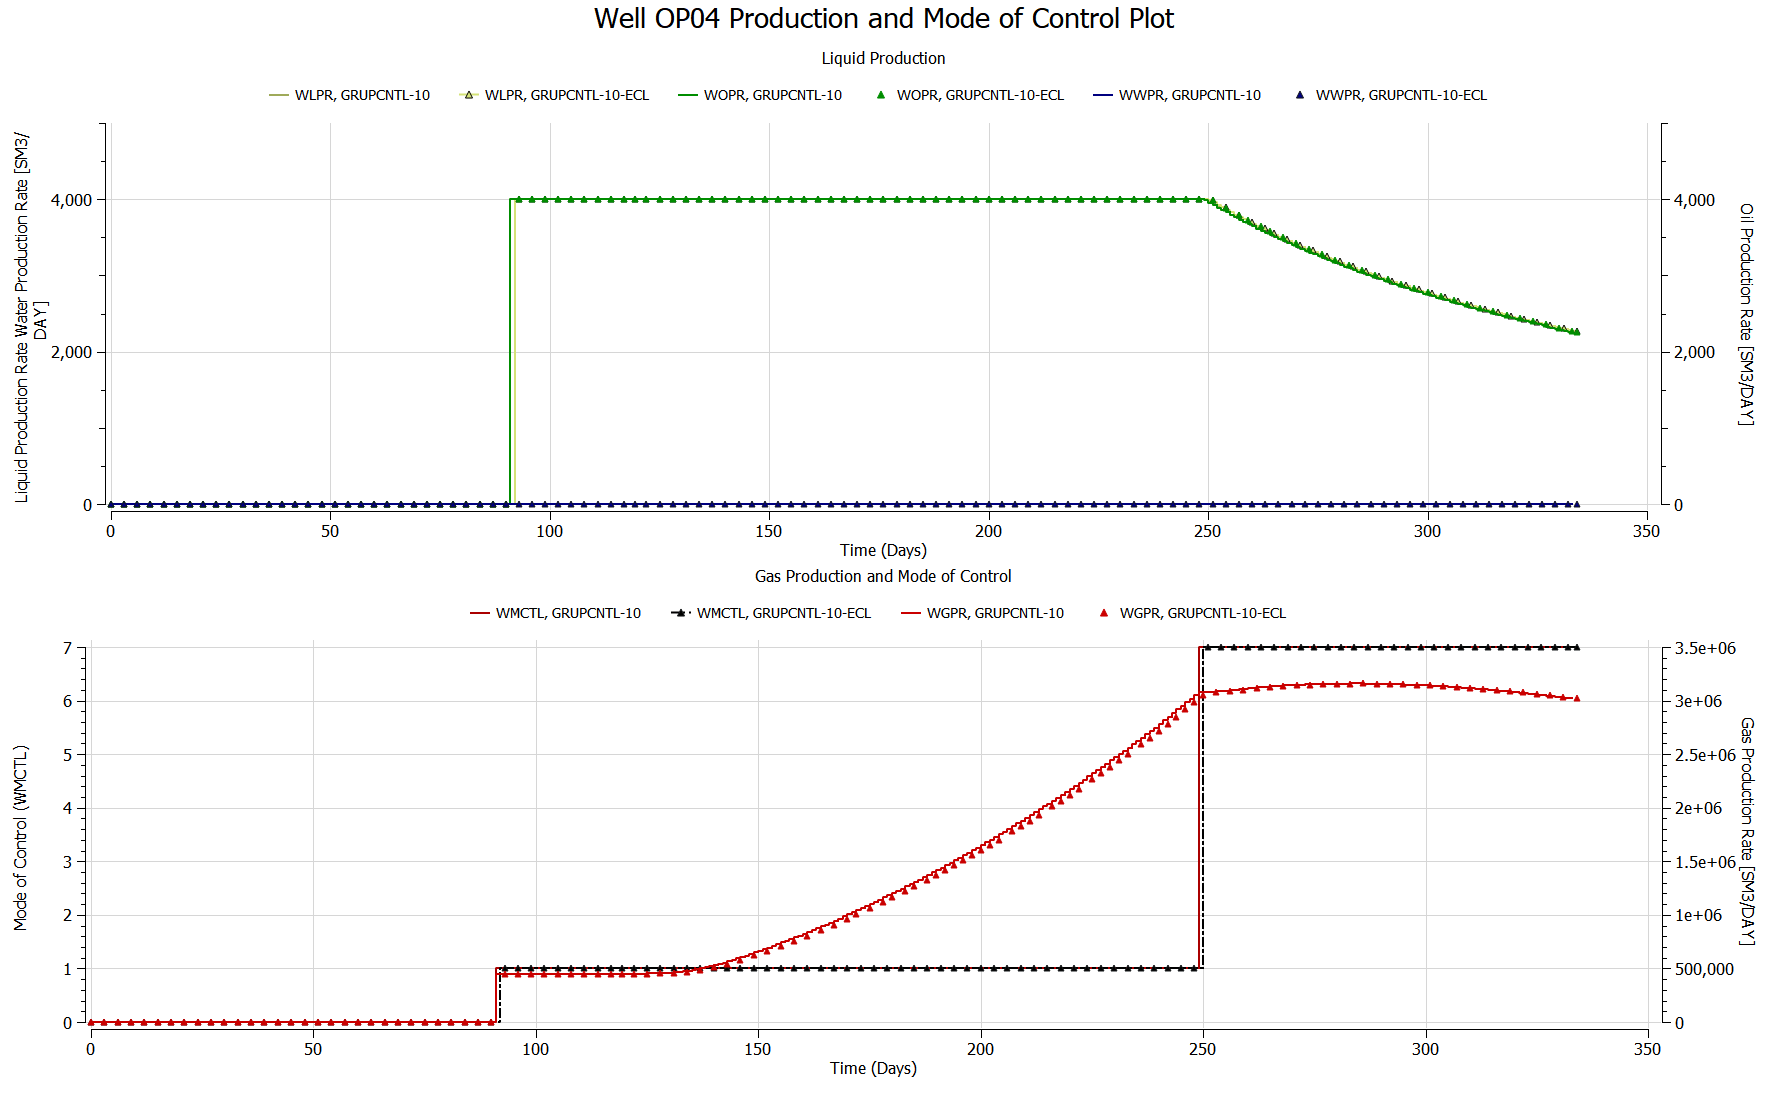 Well OP04 Production and Mode of Control Plot
Liquid Production
WLPR, GRUPCNTL-10 WLPR, GRUPCNTL-10-ECL WOPR, GRUPCNTL-10 WOPR, GRUPCNTL-10-ECL WWPR, GRUPCNTL-10 WWPR, GRUPCNTL-10-ECL
Liquid Production Rate Water Production Rate [SM3/
DAY]
4,000
2,000
0
4,000
2,000
0
Oil Production Rate [SM3/DAY]
0 50 100 150 200 250 300 350
Time (Days)
Gas Production and Mode of Control
WMCTL, GRUPCNTL-10 WMCTL, GRUPCNTL-10-ECL WGPR, GRUPCNTL-10 WGPR, GRUPCNTL-10-ECL
Mode of Control (WMCTL)
7
6
5
4
3
2
1
0
3.5e+06
3e+06
2.5e+06
2e+06
1.5e+06
1e+06
500,000
0
Gas Production Rate [SM3/DAY]
0 50 100 150 200 250 300 350
Time (Days)